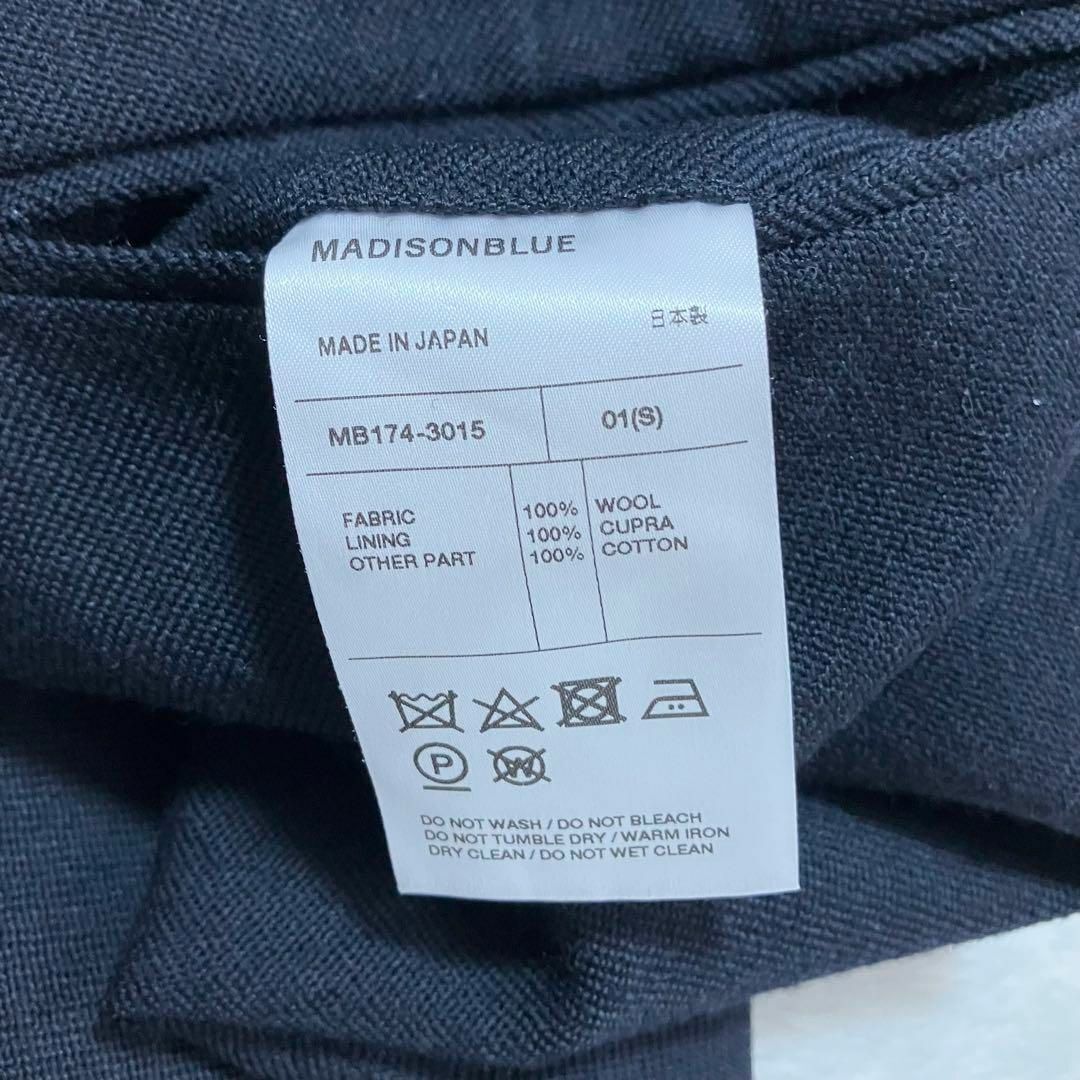 MADISONBLUE
MADE IN JAPAN 日本製
MB174-3015 01(S)
FABRIC 100% WOOL
LINING 100% CUPRA
OTHER PART 100% COTTON
P W
DO NOT WASH / DO NOT BLEACH
DO NOT TUMBLE DRY / WARM IRON
DRY CLEAN / DO NOT WET CLEAN